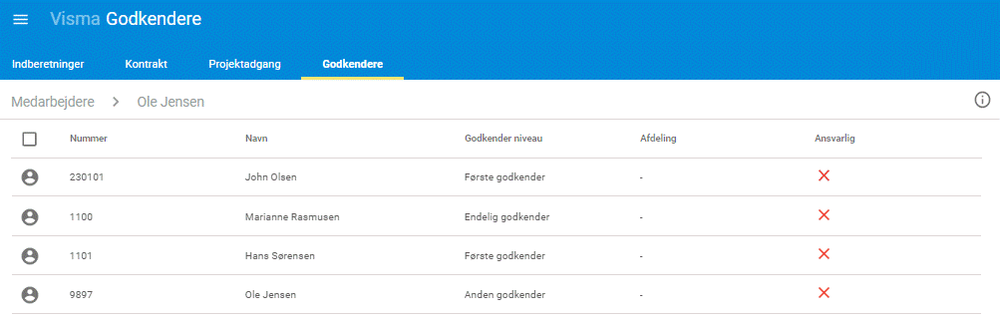 Visma Godkendere
Indberetninger Kontrakt Projektadgang Godkendere
Medarbejdere > Ole Jensen
Nummer Navn Godkender niveau Afdeling Ansvarlig
230101 John Olsen Første godkender -
1100 Marianne Rasmusen Endelig godkender -
1101 Hans Sørensen Første godkender -
9897 Ole Jensen Anden godkender -